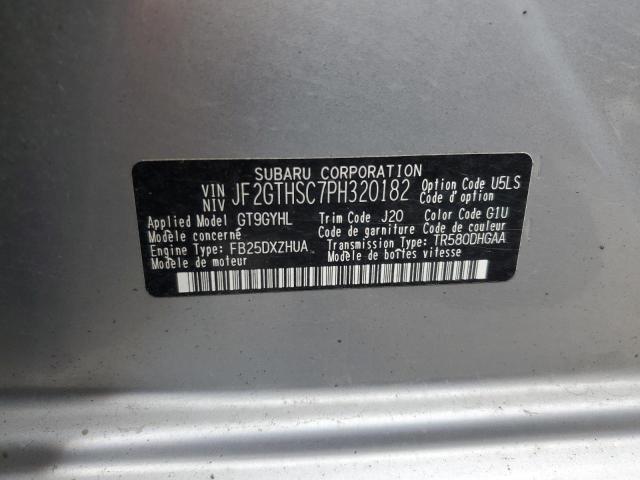 SUBARU CORPORATION
VIN NIV JF2GTHSC7PH320182 Option Code U5LS
Code d'option
Applied Model GT9GYHL Trim Code J20 Color Code G1U
Modèle concerné Code de garniture Code de couleur
Engine Type: FB25DXZHUA Transmission Type: TR580DHGAA
Modèle de moteur Modèle de boîtes vitesse